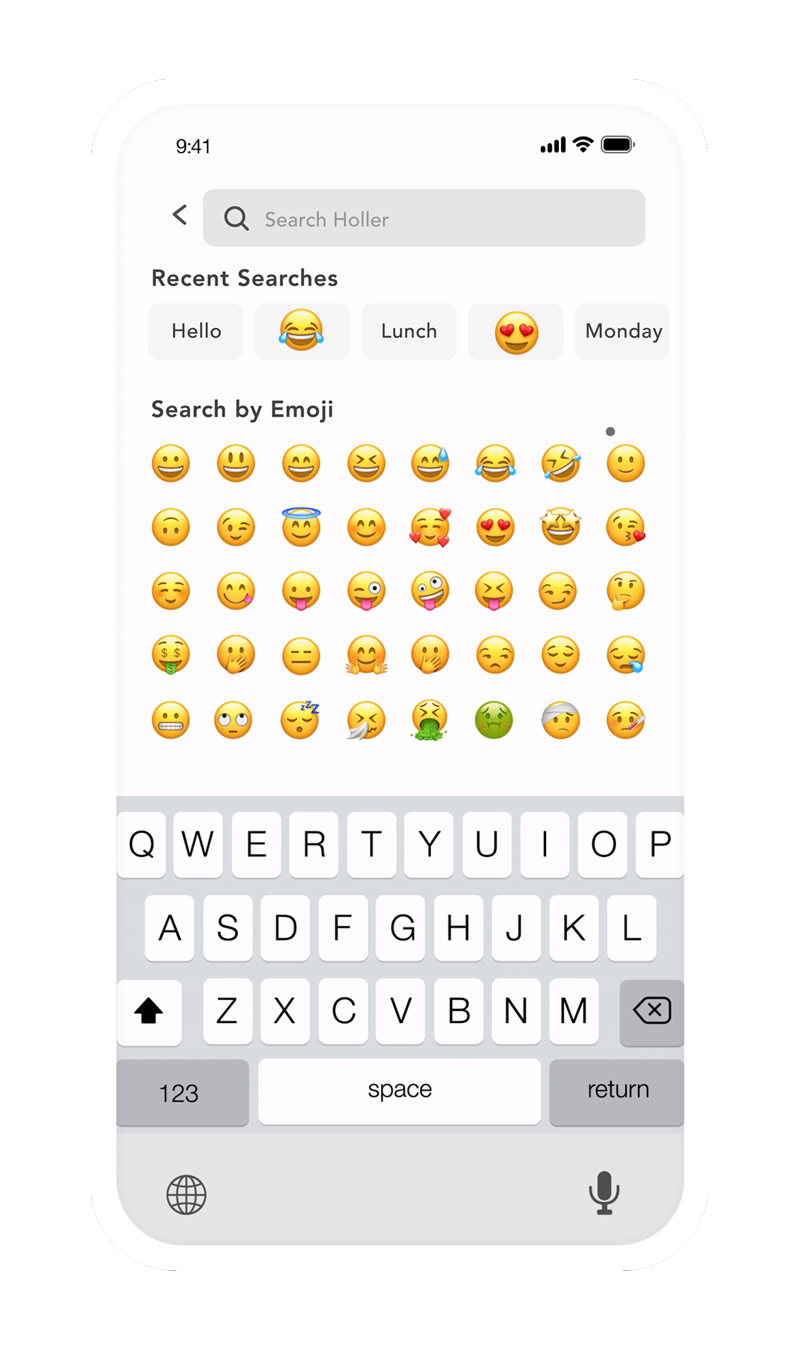 9:41
Search Holler
Recent Searches
Hello 😂 Lunch 😍 Monday
Search by Emoji
😀 😃 😄 😆 😅 😂 🤣 🙂
🙃 😉 😇 😊 🥰 😍 🤩 😘
☺️ 😋 😛 😜 🤪 😝 😏 🤔
🤑 🤭 😑 🤗 🤭 😒 😌 😪
😬 🙄 😴 🤧 🤮 🤢 🤕 🤒
Q W E R T Y U I O P
A S D F G H J K L
Z X C V B N M
123 space return